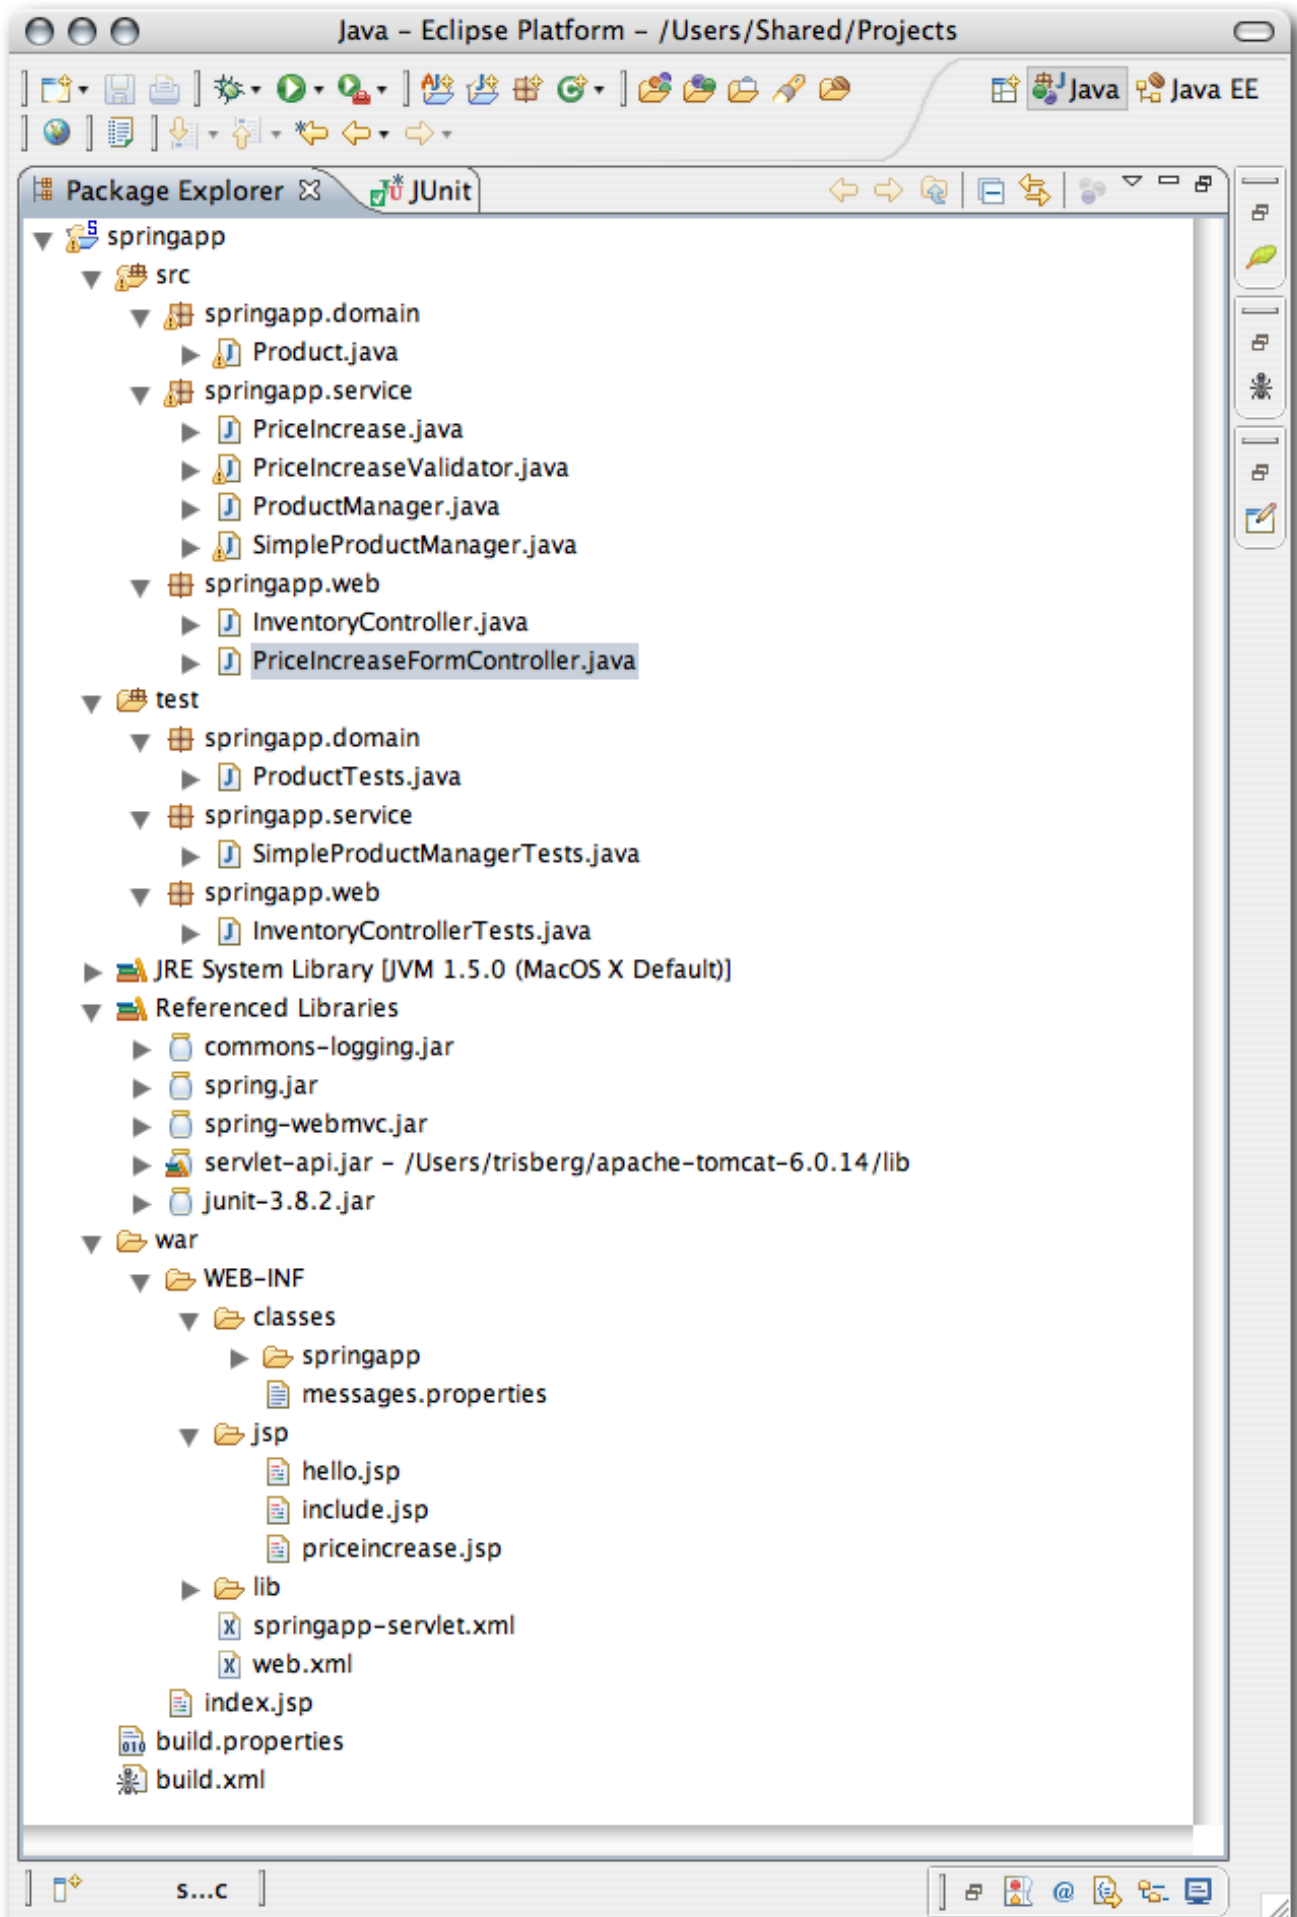 Java – Eclipse Platform – /Users/Shared/Projects
Java Java EE
Package Explorer JUnit
springapp
src
springapp.domain
Product.java
springapp.service
PriceIncrease.java
PriceIncreaseValidator.java
ProductManager.java
SimpleProductManager.java
springapp.web
InventoryController.java
PriceIncreaseFormController.java
test
springapp.domain
ProductTests.java
springapp.service
SimpleProductManagerTests.java
springapp.web
InventoryControllerTests.java
JRE System Library [JVM 1.5.0 (MacOS X Default)]
Referenced Libraries
commons-logging.jar
spring.jar
spring-webmvc.jar
servlet-api.jar – /Users/trisberg/apache-tomcat-6.0.14/lib
junit-3.8.2.jar
war
WEB-INF
classes
springapp
messages.properties
jsp
hello.jsp
include.jsp
priceincrease.jsp
lib
springapp-servlet.xml
web.xml
index.jsp
build.properties
build.xml
s...c